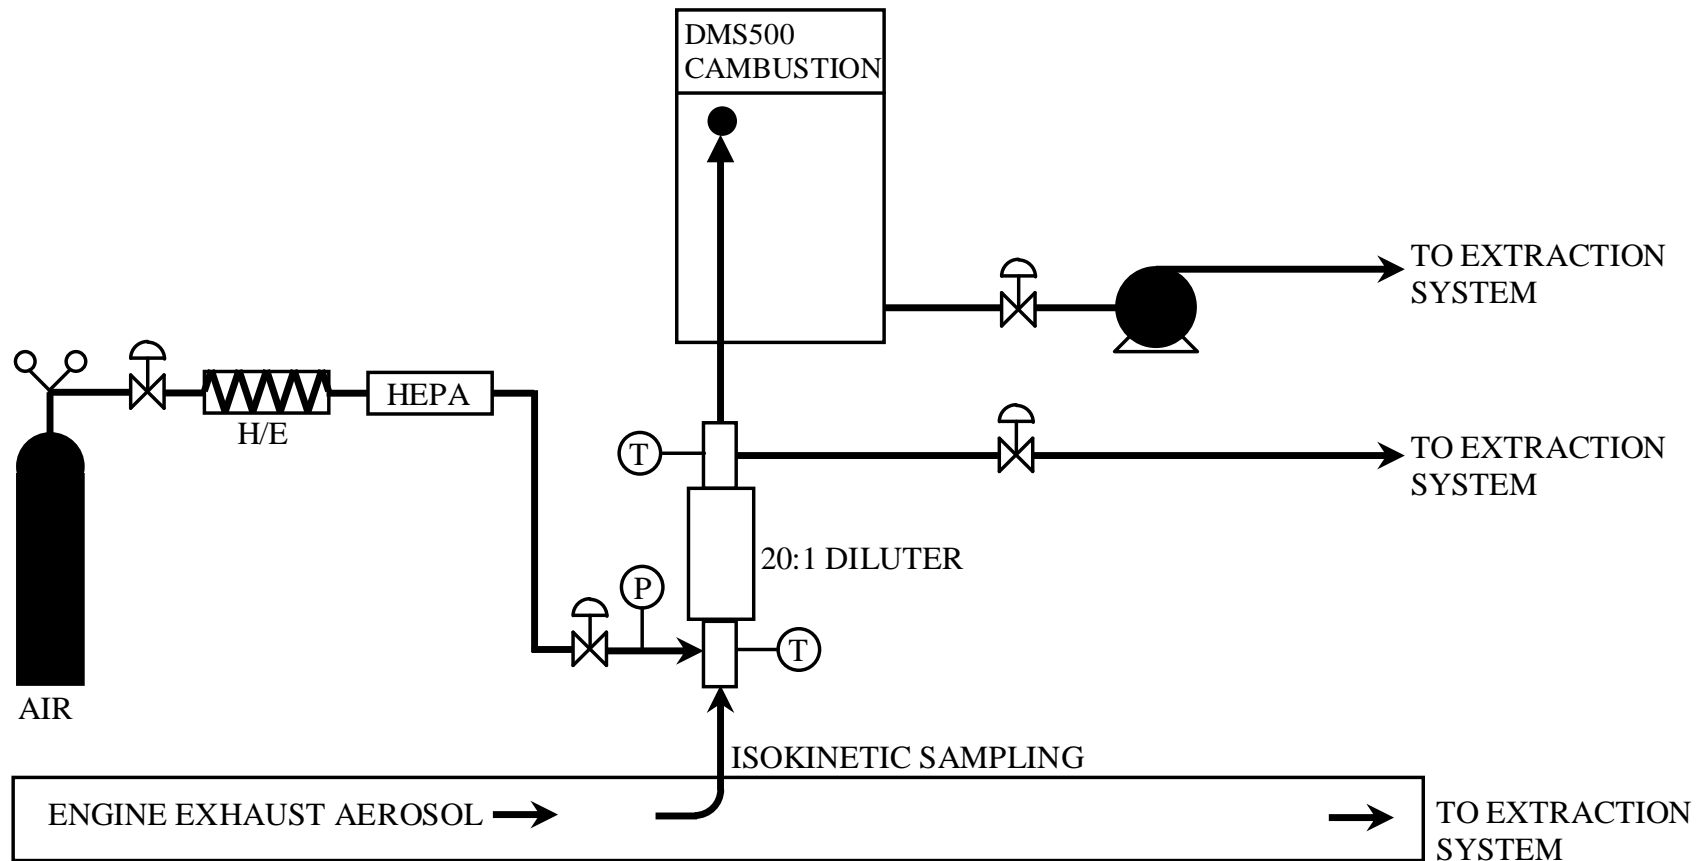 DMS500
CAMBUSTION
TO EXTRACTION
SYSTEM
HEPA
H/E
T
TO EXTRACTION
SYSTEM
20:1 DILUTER
P
T
AIR
ISOKINETIC SAMPLING
ENGINE EXHAUST AEROSOL
TO EXTRACTION
SYSTEM